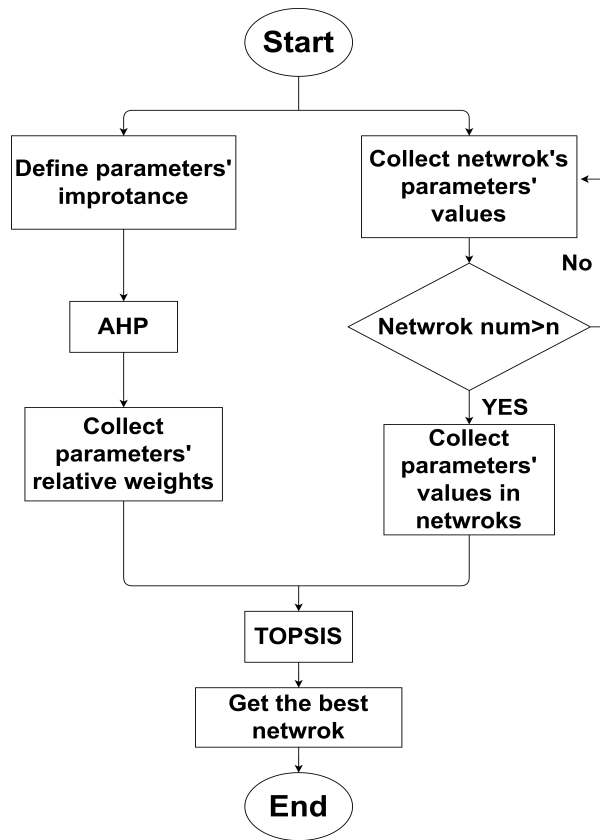 Start
Define parameters'
improtance
AHP
Collect
parameters'
relative weights
Collect netwrok's
parameters'
values
No
Netwrok num>n
YES
Collect
parameters'
values in
netwroks
TOPSIS
Get the best
netwrok
End